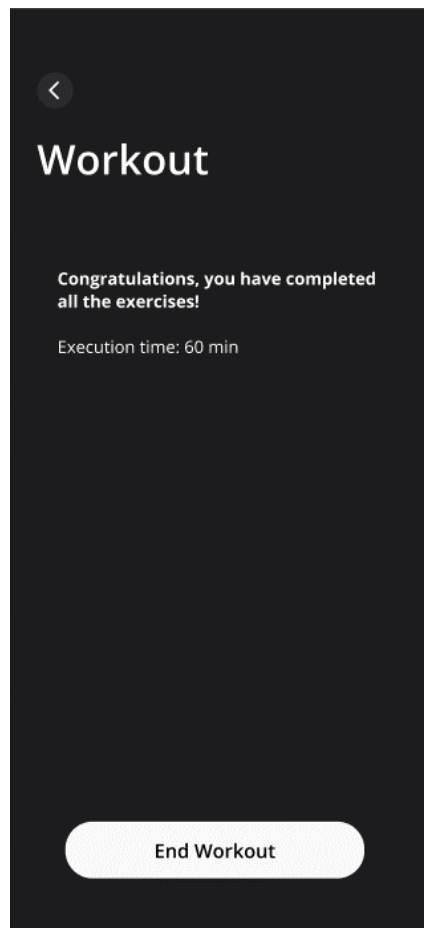 Workout
Congratulations, you have completed
all the exercises!
Execution time: 60 min
End Workout